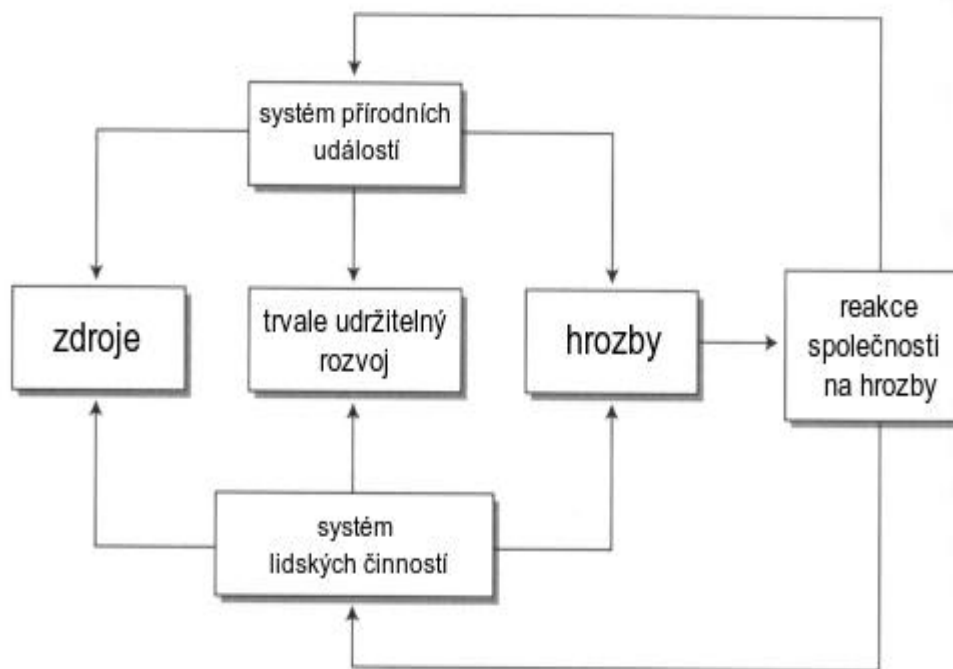 systém přírodních
událostí
zdroje
trvale udržitelný
rozvoj
hrozby
reakce
společnosti
na hrozby
systém
lidských činností